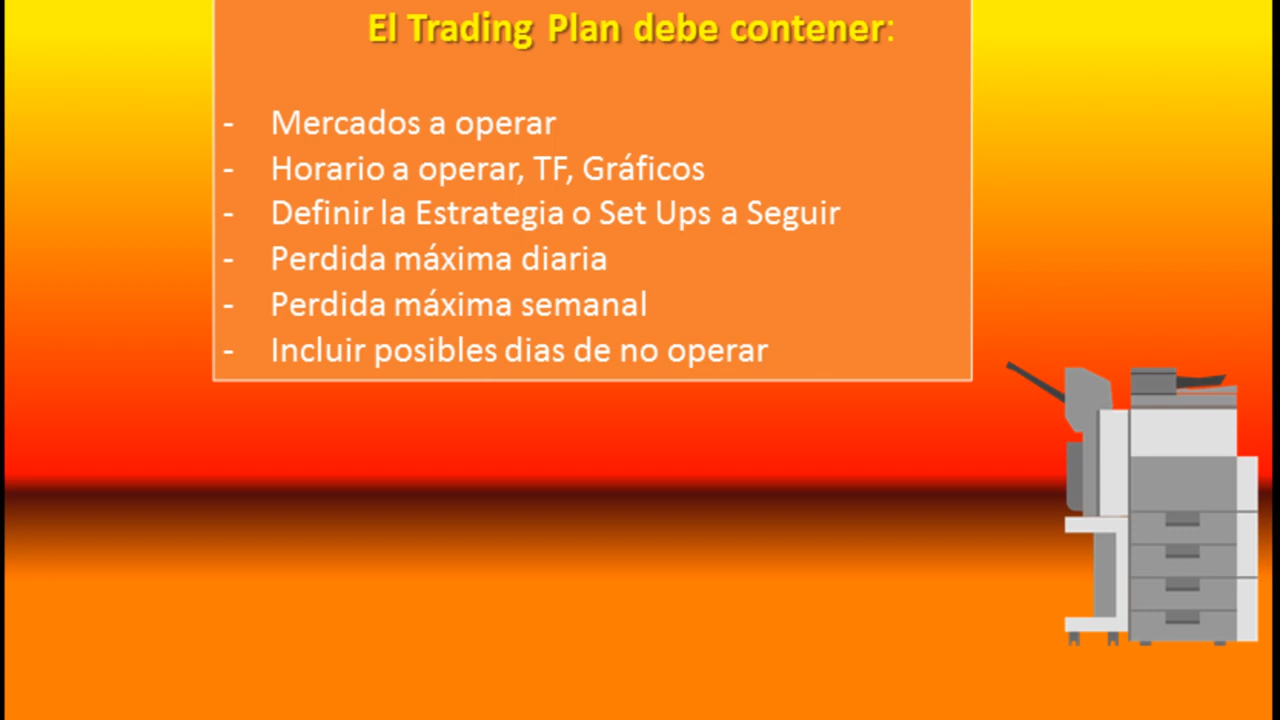 El Trading Plan debe contener:
- Mercados a operar
- Horario a operar, TF, Gráficos
- Definir la Estrategia o Set Ups a Seguir
- Perdida máxima diaria
- Perdida máxima semanal
- Incluir posibles dias de no operar